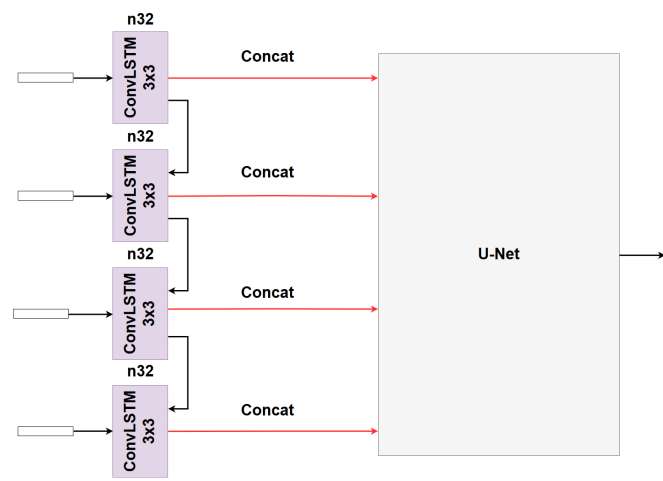 n32
ConvLSTM
3x3
Concat
n32
ConvLSTM
3x3
Concat
U-Net
n32
ConvLSTM
3x3
Concat
n32
ConvLSTM
3x3
Concat